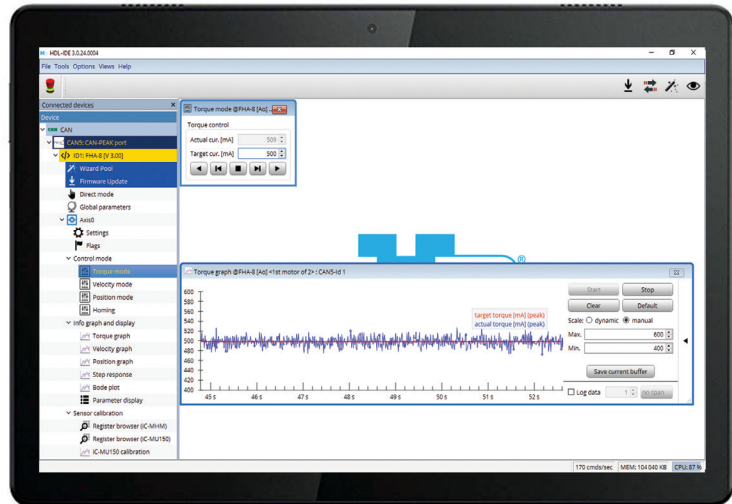 HDL-IDE 3.0.24.0004
File Tools Options Views Help
Connected devices
Device
CAN
CAN5: CAN-PEAK port
ID1: FHA-8 [V 3.00]
Wizard Pool
Firmware Update
Direct mode
Global parameters
Axis0
Settings
Flags
Control mode
Torque mode
Velocity mode
Position mode
Homing
Info graph and display
Torque graph
Velocity graph
Position graph
Step response
Bode plot
Parameter display
Sensor calibration
Register browser (iC-MHM)
Register browser (iC-MU150)
iC-MU150 calibration
Torque mode @FHA-8 [Aα]
Torque control
Actual cur. [mA] 509
Target cur. [mA] 500
®
Torque graph @FHA-8 [Aα] <1st motor of 2> : CAN5-Id 1
600
580
560
540
520
500
480
460
440
420
400
45 s 46 s 47 s 48 s 49 s 50 s 51 s 52 s
target torque [mA] (peak)
actual torque [mA] (peak)
Start Stop
Clear Default
Scale: dynamic manual
Max. 600
Min. 400
Save current buffer
Log data 1 no span
170 cmds/sec MEM: 104 040 KB CPU: 87 %